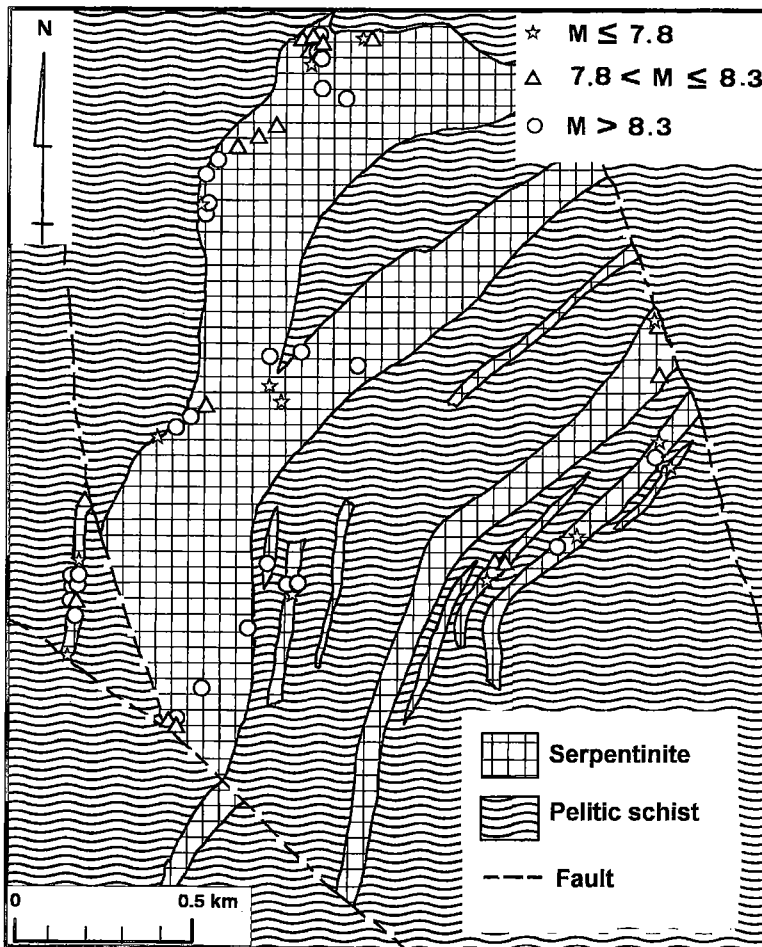 N
M ≤ 7.8
7.8 < M ≤ 8.3
M > 8.3
Serpentinite
Pelitic schist
Fault
0 0.5 km